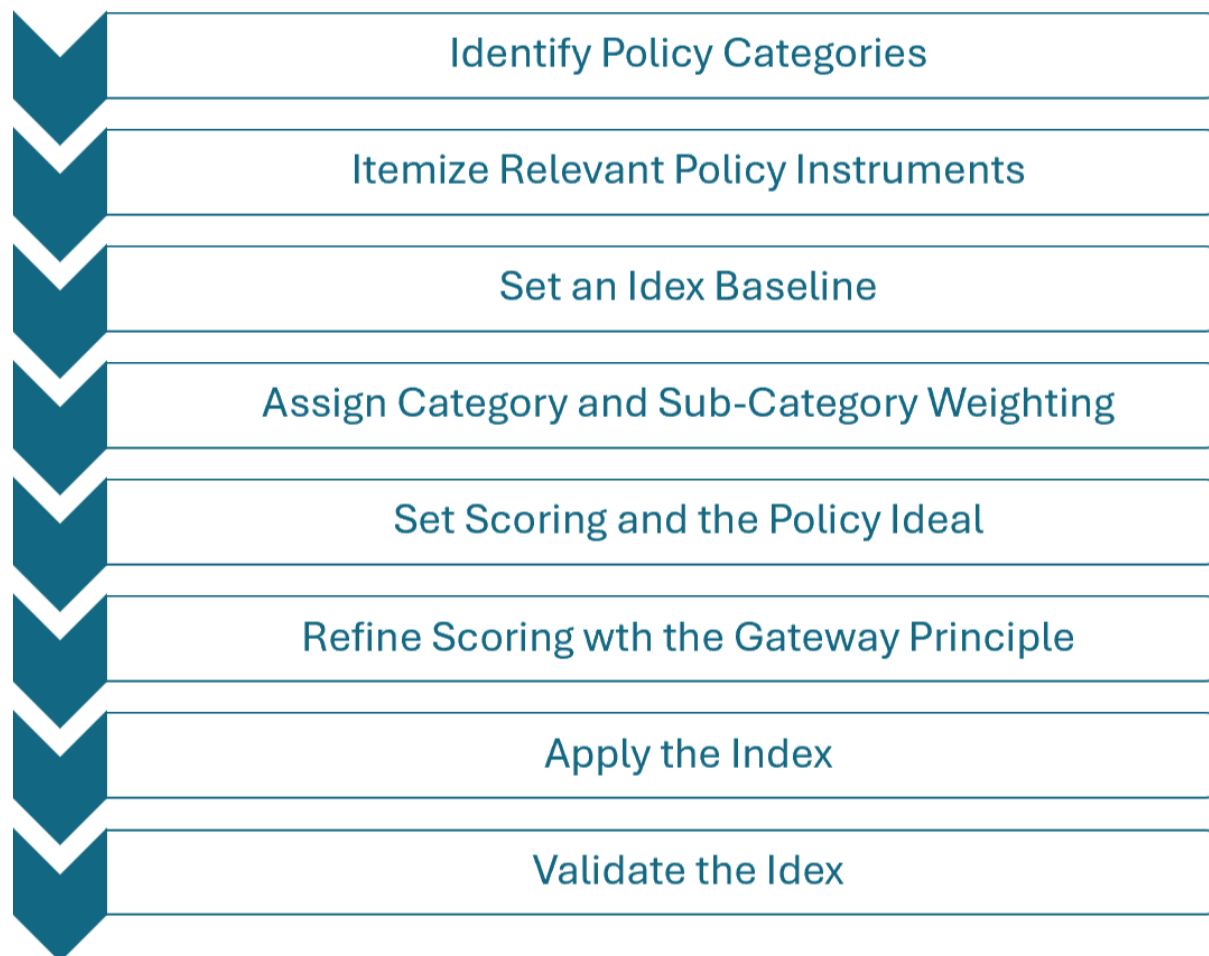 Identify Policy Categories
Itemize Relevant Policy Instruments
Set an Idex Baseline
Assign Category and Sub-Category Weighting
Set Scoring and the Policy Ideal
Refine Scoring wth the Gateway Principle
Apply the Index
Validate the Idex